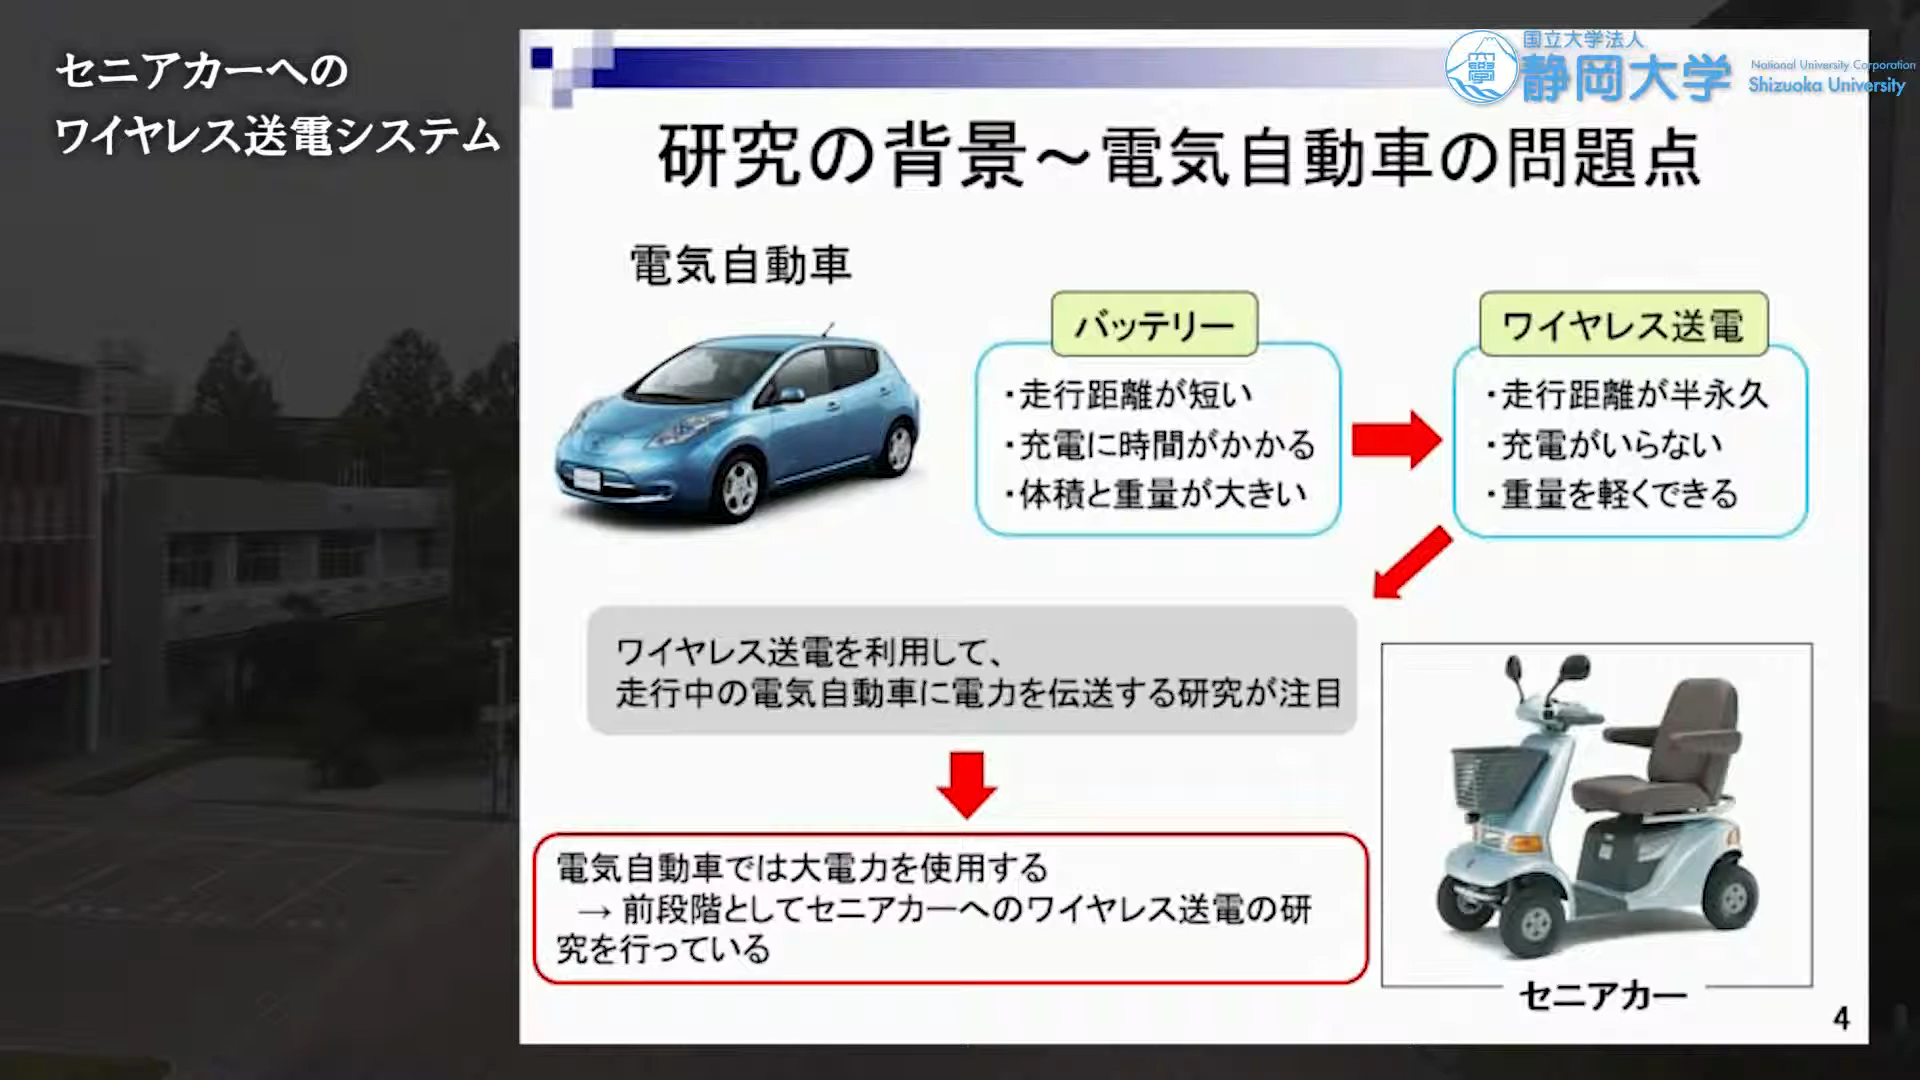 セニアカーへの
ワイヤレス送電システム
国立大学法人
静岡大学
National University Corporation
Shizuoka University
研究の背景～電気自動車の問題点
電気自動車
バッテリー
・走行距離が短い
・充電に時間がかかる
・体積と重量が大きい
ワイヤレス送電
・走行距離が半永久
・充電がいらない
・重量を軽くできる
ワイヤレス送電を利用して、
走行中の電気自動車に電力を伝送する研究が注目
電気自動車では大電力を使用する
→ 前段階としてセニアカーへのワイヤレス送電の研
究を行っている
セニアカー
4